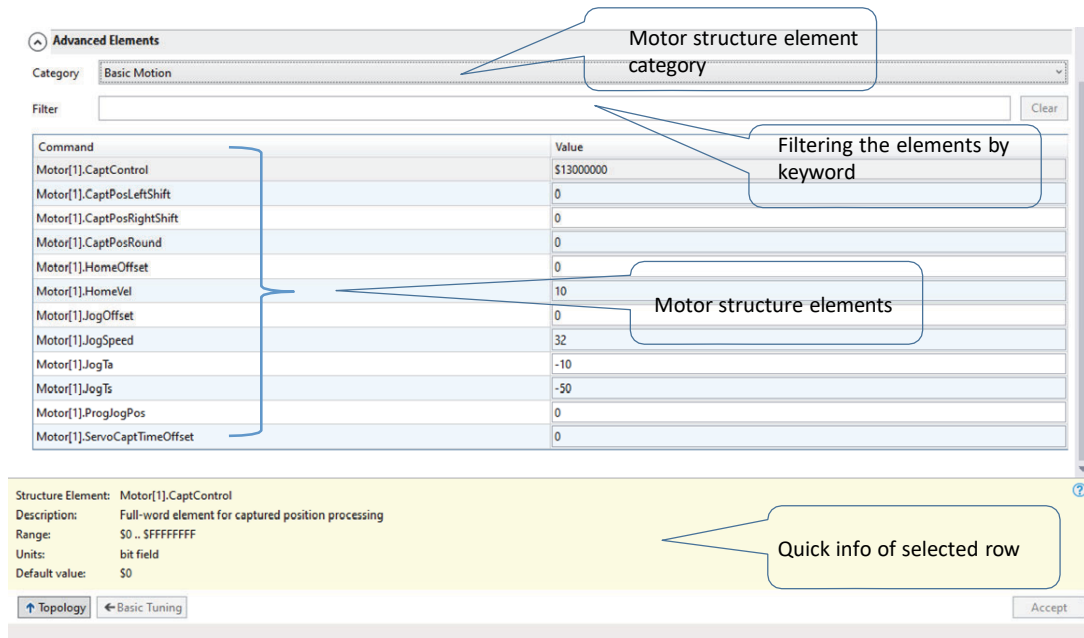 Advanced Elements
Motor structure element
category
Category Basic Motion
Filter Clear
Filtering the elements by
keyword
Command Value
Motor[1].CaptControl $13000000
Motor[1].CaptPosLeftShift 0
Motor[1].CaptPosRightShift 0
Motor[1].CaptPosRound 0
Motor[1].HomeOffset 0
Motor[1].HomeVel 10
Motor structure elements
Motor[1].JogOffset 0
Motor[1].JogSpeed 32
Motor[1].JogTa -10
Motor[1].JogTs -50
Motor[1].ProgJogPos 0
Motor[1].ServoCaptTimeOffset 0
Structure Element: Motor[1].CaptControl
Description: Full-word element for captured position processing
Range: $0 .. $FFFFFFFF
Units: bit field
Default value: $0
Quick info of selected row
Topology Basic Tuning Accept